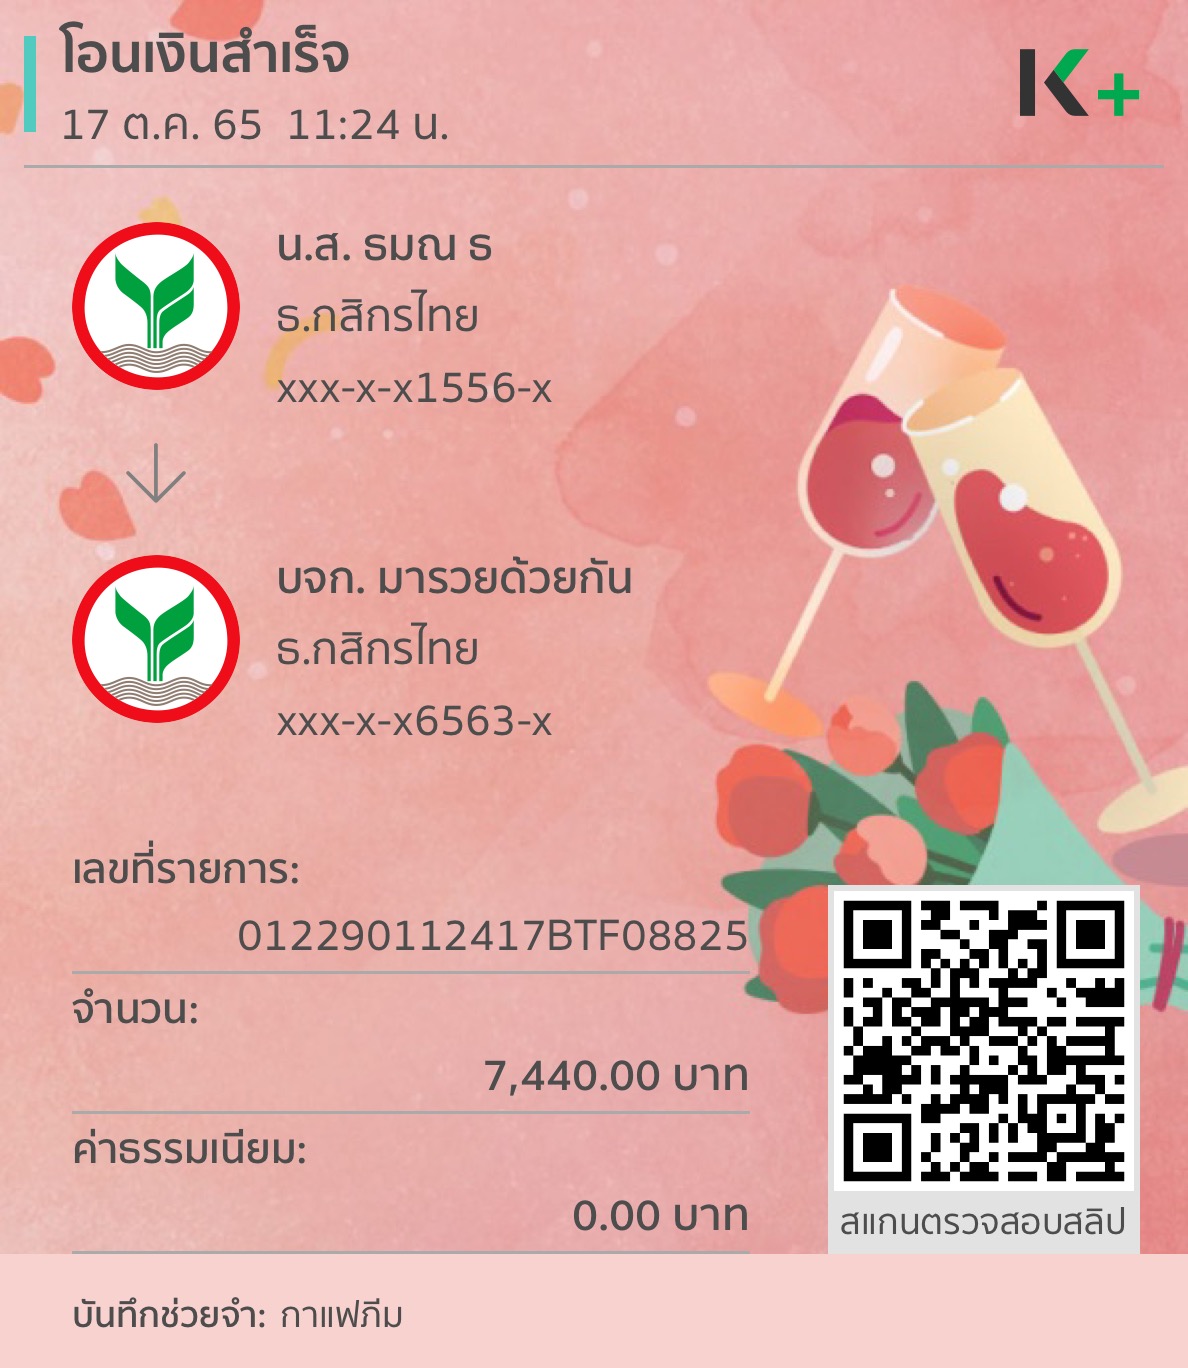 โอนเงินสำเร็จ
17 ต.ค. 65  11:24 น.
K+
น.ส. ธมณ ธ
ธ.กสิกรไทย
xxx-x-x1556-x
บจก. มารวยด้วยกัน
ธ.กสิกรไทย
xxx-x-x6563-x
เลขที่รายการ:
012290112417BTF08825
จำนวน:
7,440.00 บาท
ค่าธรรมเนียม:
0.00 บาท
สแกนตรวจสอบสลิป
บันทึกช่วยจำ: กาแฟภีม